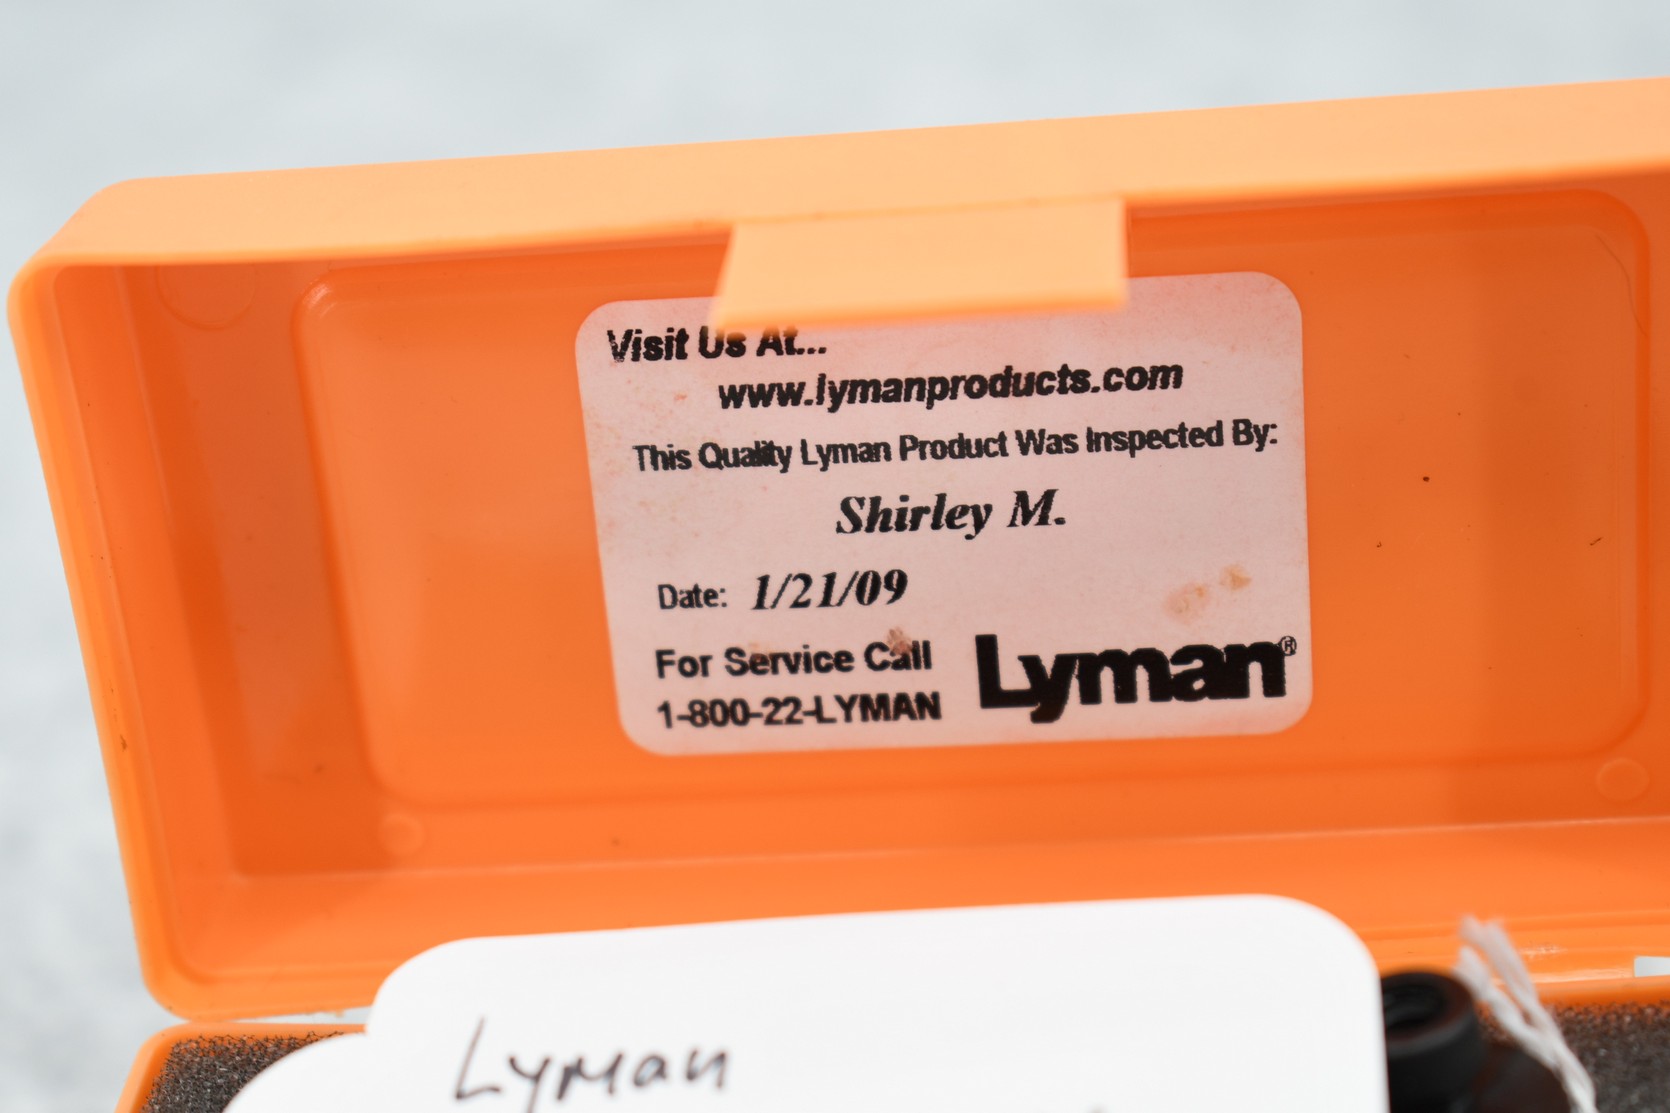 Visit Us At...
www.lymanproducts.com
This Quality Lyman Product Was Inspected By:
Shirley M.
Date: 1/21/09
For Service Call
1-800-22-LYMAN
Lyman®
Lyman